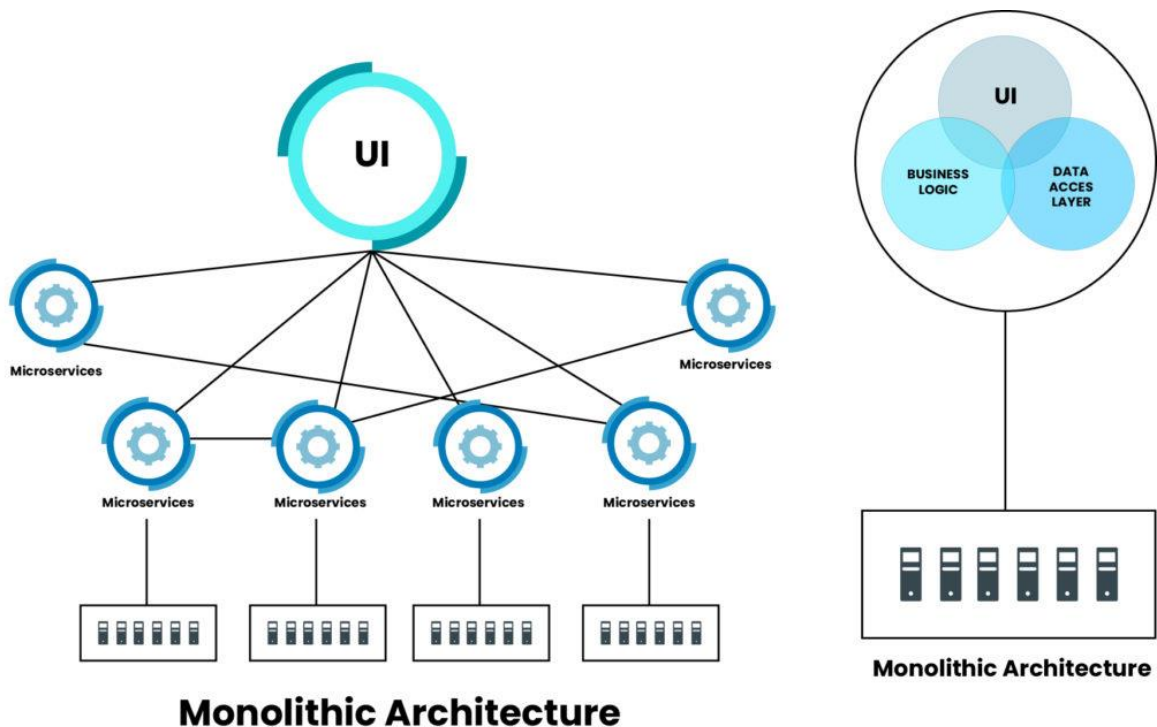 UI
Microservices
Microservices
Microservices
Microservices
Microservices
Microservices
Monolithic Architecture
UI
BUSINESS
LOGIC
DATA
ACCES
LAYER
Monolithic Architecture